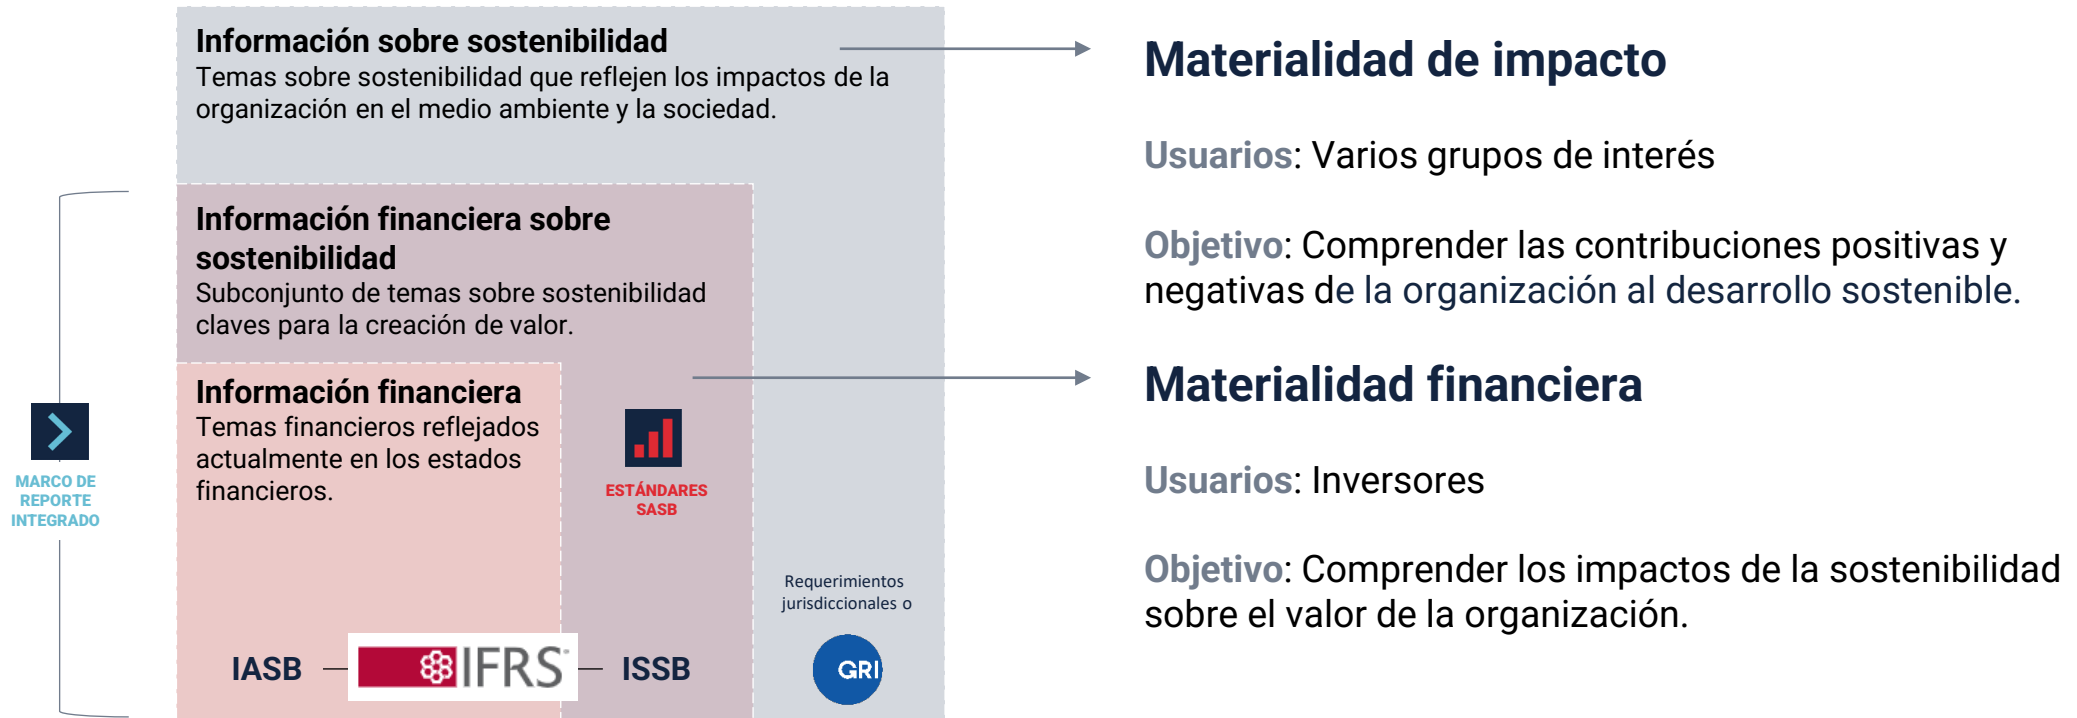 Información sobre sostenibilidad
Temas sobre sostenibilidad que reflejen los impactos de la
organización en el medio ambiente y la sociedad.
Información financiera sobre
sostenibilidad
Subconjunto de temas sobre sostenibilidad
claves para la creación de valor.
Información financiera
Temas financieros reflejados
actualmente en los estados
financieros.
MARCO DE
REPORTE
INTEGRADO
ESTÁNDARES
SASB
Requerimientos
jurisdiccionales o
IASB
IFRS
ISSB
GRI
Materialidad de impacto
Usuarios: Varios grupos de interés
Objetivo: Comprender las contribuciones positivas y
negativas de la organización al desarrollo sostenible.
Materialidad financiera
Usuarios: Inversores
Objetivo: Comprender los impactos de la sostenibilidad
sobre el valor de la organización.